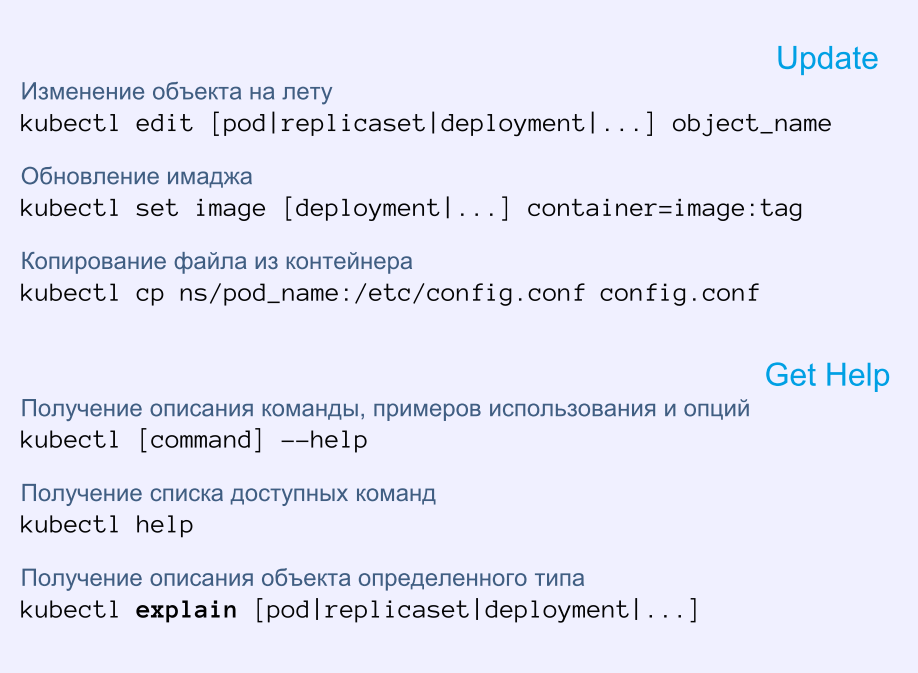 Update
Изменение объекта на лету
kubectl edit [pod|replicaset|deployment|...] object_name
Обновление имаджа
kubectl set image [deployment|...] container=image:tag
Копирование файла из контейнера
kubectl cp ns/pod_name:/etc/config.conf config.conf
Get Help
Получение описания команды, примеров использования и опций
kubectl [command] --help
Получение списка доступных команд
kubectl help
Получение описания объекта определенного типа
kubectl explain [pod|replicaset|deployment|...]